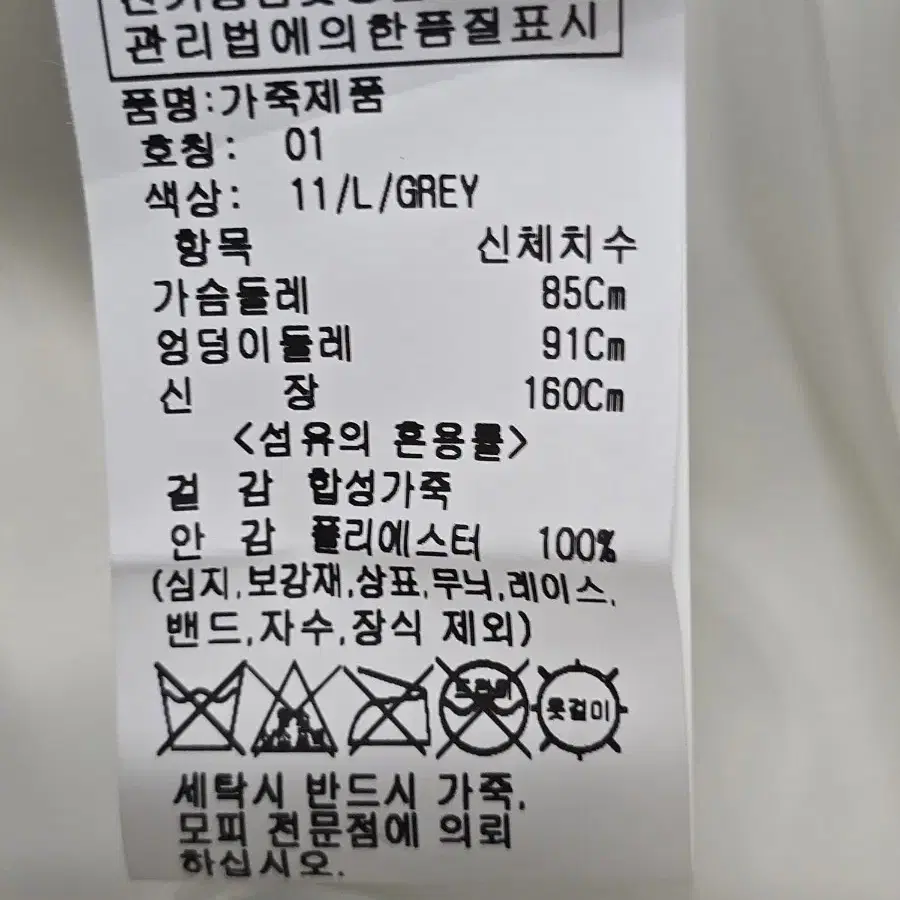 관리법에의한품질표시
품명:가죽제품
호칭: 01
색상: 11/L/GREY
항목 신체치수
가슴둘레 85Cm
엉덩이둘레 91Cm
신 장 160Cm
<섬유의 혼용률>
겉 감 합성가죽
안 감 폴리에스터 100%
(심지,보강재,상표,무늬,레이스,
밴드,자수,장식 제외)
드라이 옷걸이
세탁시 반드시 가죽,
모피 전문점에 의뢰
하십시오.